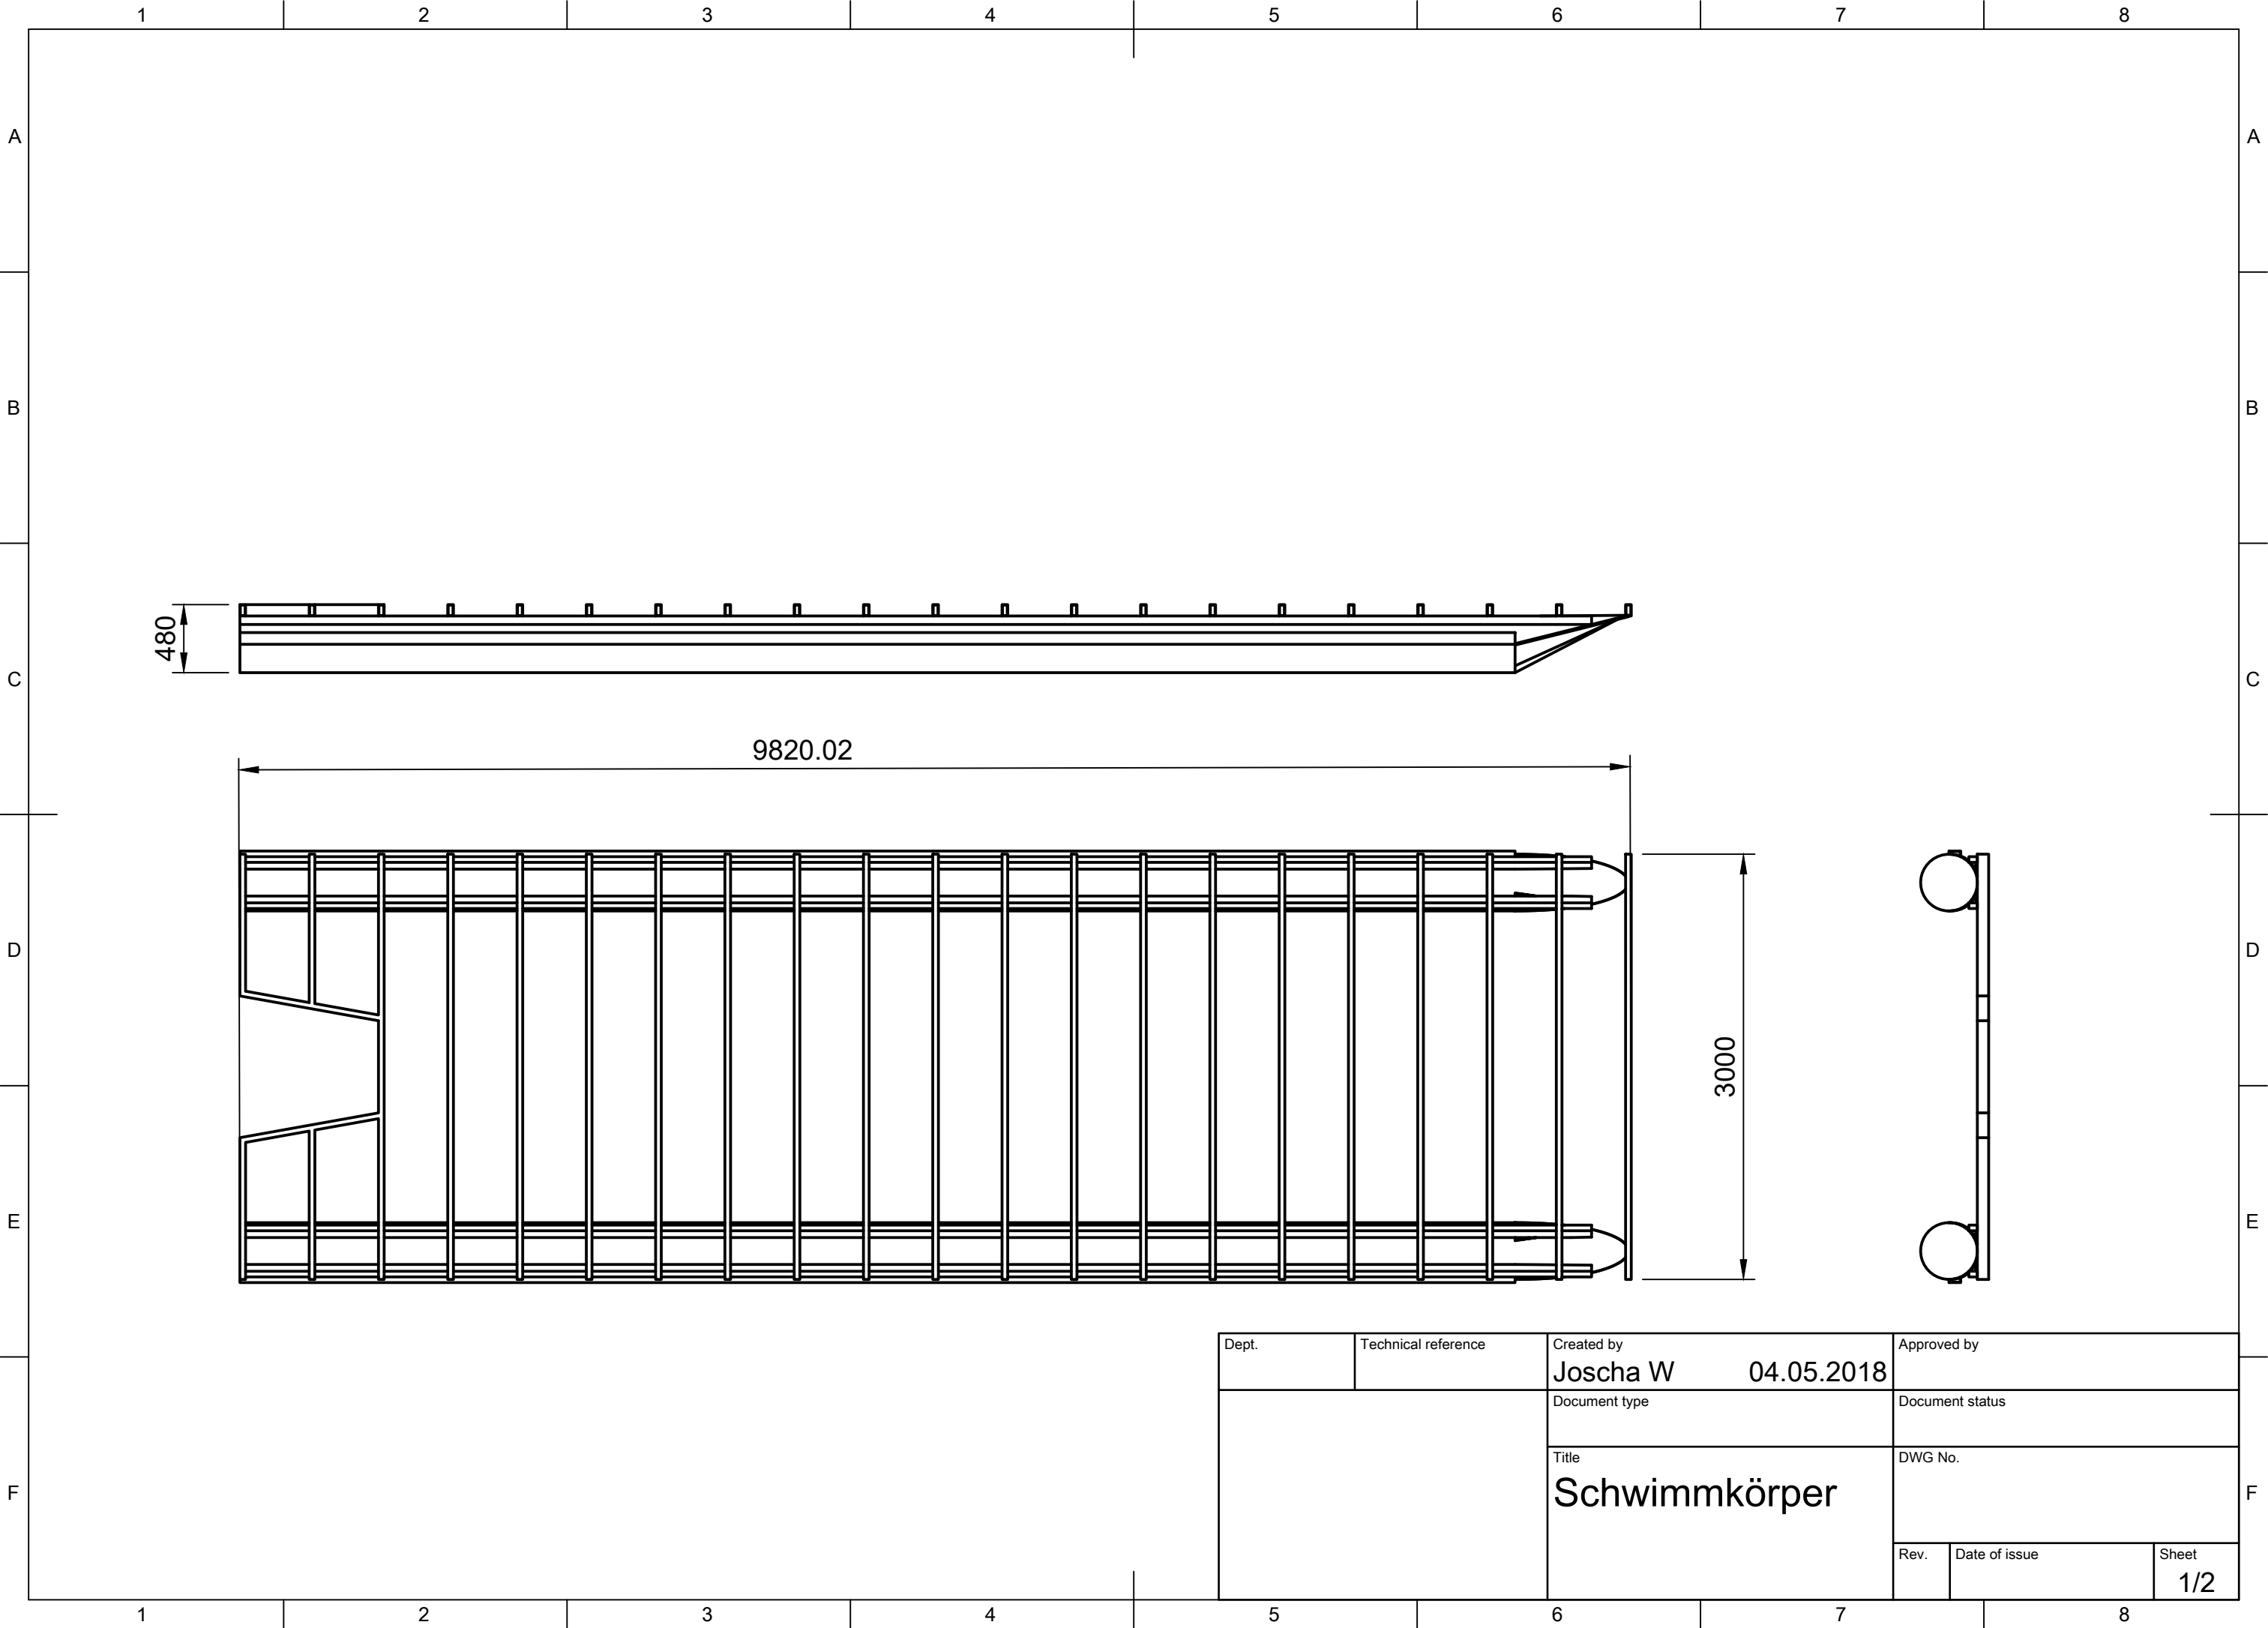 1 2 3 4 5 6 7 8
A A
B B
480
C C
9820.02
D D
3000
E E
Dept. Technical reference Created by Approved by
Joscha W 04.05.2018
Document type Document status
Title DWG No.
Schwimmkörper
F F
Rev. Date of issue Sheet
1/2
1 2 3 4 5 6 7 8